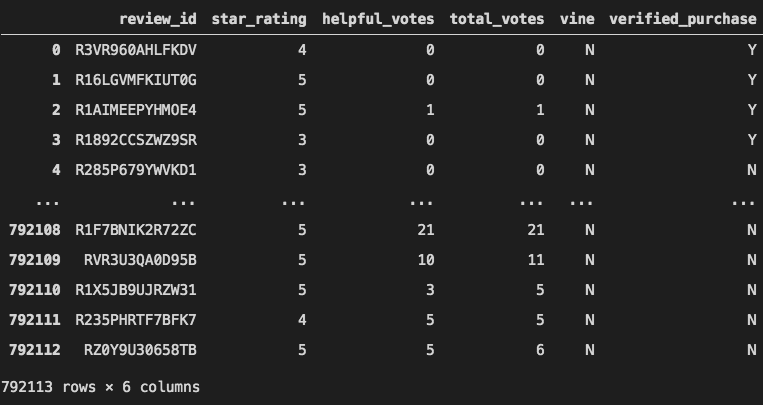 review_id star_rating helpful_votes total_votes vine verified_purchase
0 R3VR960AHLFKDV 4 0 0 N Y
1 R16LGVMFKIUT0G 5 0 0 N Y
2 R1AIMEEPYHMOE4 5 1 1 N Y
3 R1892CCSZWZ9SR 3 0 0 N Y
4 R285P679YWVKD1 3 0 0 N N
... ... ... ... ... ... ...
792108 R1F7BNIK2R72ZC 5 21 21 N N
792109 RVR3U3QA0D95B 5 10 11 N N
792110 R1X5JB9UJRZW31 5 3 5 N N
792111 R235PHRTF7BFK7 4 5 5 N N
792112 RZ0Y9U30658TB 5 5 6 N N
792113 rows × 6 columns